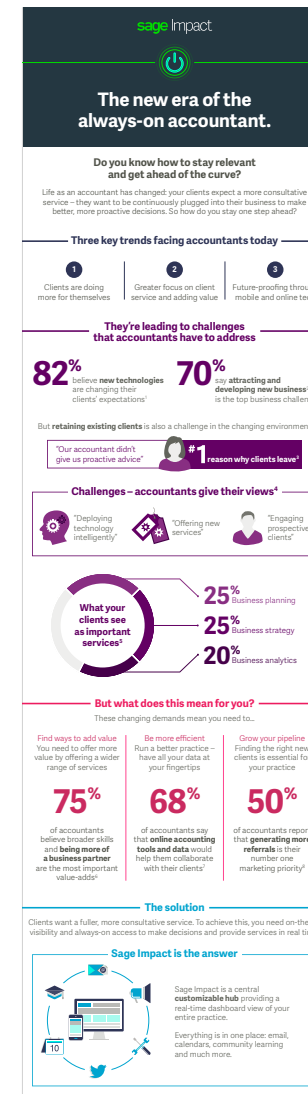 sage Impact
The new era of the
always-on accountant.
Do you know how to stay relevant
and get ahead of the curve?
Life as an accountant has changed: your clients expect a more consultative
service – they want to be continuously plugged into their business to make
better, more proactive decisions. So how do you stay one step ahead?
Three key trends facing accountants today
1
Clients are doing
more for themselves
2
Greater focus on client
service and adding value
3
Future-proofing
mobile and online
They're leading to challenges
that accountants have to address
82%
believe new technologies
are changing their
clients' expectations¹
70%
say attracting and
developing new business
is the top business
But retaining existing clients is also a challenge in the changing
"Our accountant didn't
give us proactive advice"
#1 reason why clients leave³
Challenges – accountants give their views⁴
"Deploying
technology
intelligently"
"Offering new
services"
"Engaging
prospective
clients"
What your
clients see
as important
services⁵
25% Business planning
25% Business strategy
20% Business analytics
But what does this mean for you?
These changing demands mean you need to...
Find ways to add value
You need to offer more
value by offering a wider
range of services
75%
of accountants
believe broader skills
and being more of
a business partner
are the most important
value-adds⁶
Be more efficient
Run a better practice –
have all your data at
your fingertips
68%
of accountants say
that online accounting
tools and data would
help them collaborate
with their clients⁷
Grow your pipeline
Finding the right new
clients is essential for
your practice
50%
of accountants report
that generating more
referrals is their
number one
marketing priority⁸
The solution
Clients want a fuller, more consultative service. To achieve this, you need
visibility and always-on access to make decisions and provide services in real
Sage Impact is the answer
10
Sage Impact is a central
customizable hub providing a
real-time dashboard view of your
entire practice.
Everything is in one place: email,
calendars, community learning
and much more.